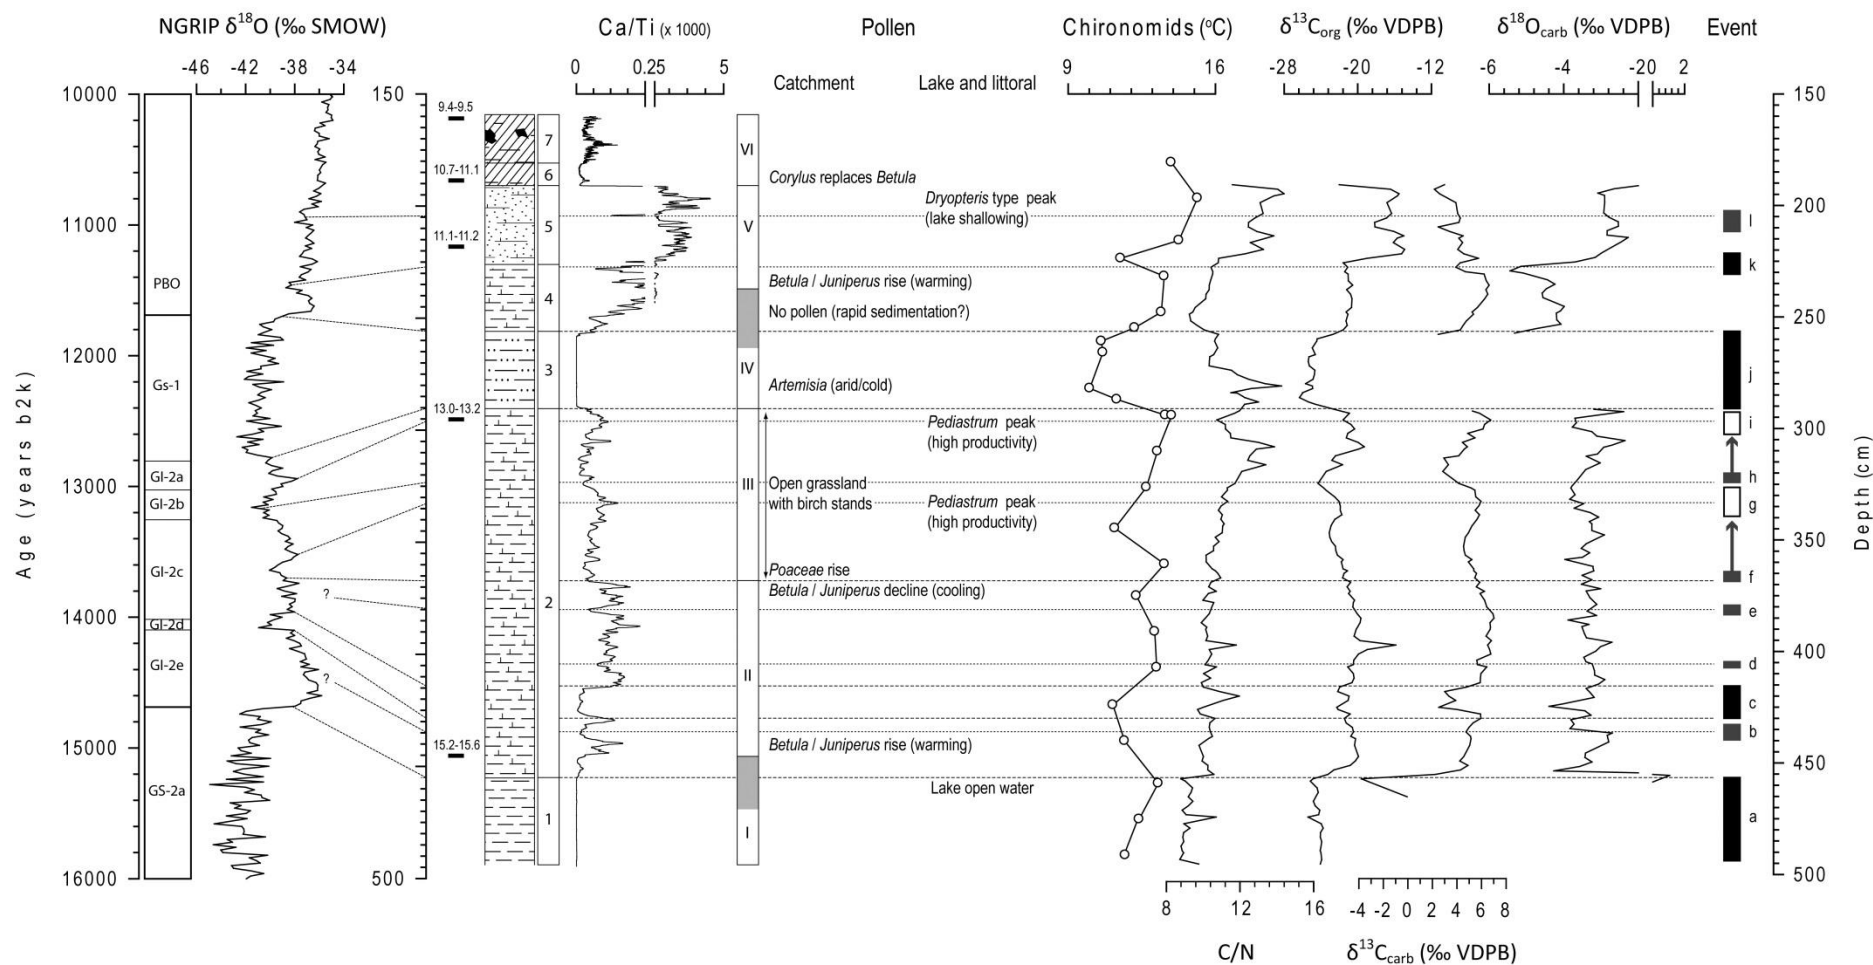 NGRIP δ¹⁸O (‰ SMOW)
Ca/Ti (x 1000)
Pollen
Chironomids (°C)
δ¹³Corg (‰ VDPB)
δ¹⁸Ocarb (‰ VDPB)
Event
-46 -42 -38 -34
0 0.25 5
Catchment
Lake and littoral
9 16
-28 -20 -12
-6 -4 -20 2
10000
11000
12000
13000
14000
15000
16000
Age (years b2k)
PBO
Gs-1
GI-2a
GI-2b
GI-2c
GI-2d
GI-2e
GS-2a
?
?
150
500
9.4-9.5
10.7-11.1
11.1-11.2
13.0-13.2
15.2-15.6
7
6
5
4
3
2
1
VI
V
IV
III
II
I
Corylus replaces Betula
Dryopteris type peak
(lake shallowing)
Betula / Juniperus rise (warming)
No pollen (rapid sedimentation?)
Artemisia (arid/cold)
Pediastrum peak
(high productivity)
Open grassland
with birch stands
Pediastrum peak
(high productivity)
Poaceae rise
Betula / Juniperus decline (cooling)
Betula / Juniperus rise (warming)
Lake open water
l
k
j
i
h
g
f
e
d
c
b
a
150
200
250
300
350
400
450
500
Depth (cm)
8 12 16
C/N
-4 -2 0 2 4 6 8
δ¹³Ccarb (‰ VDPB)